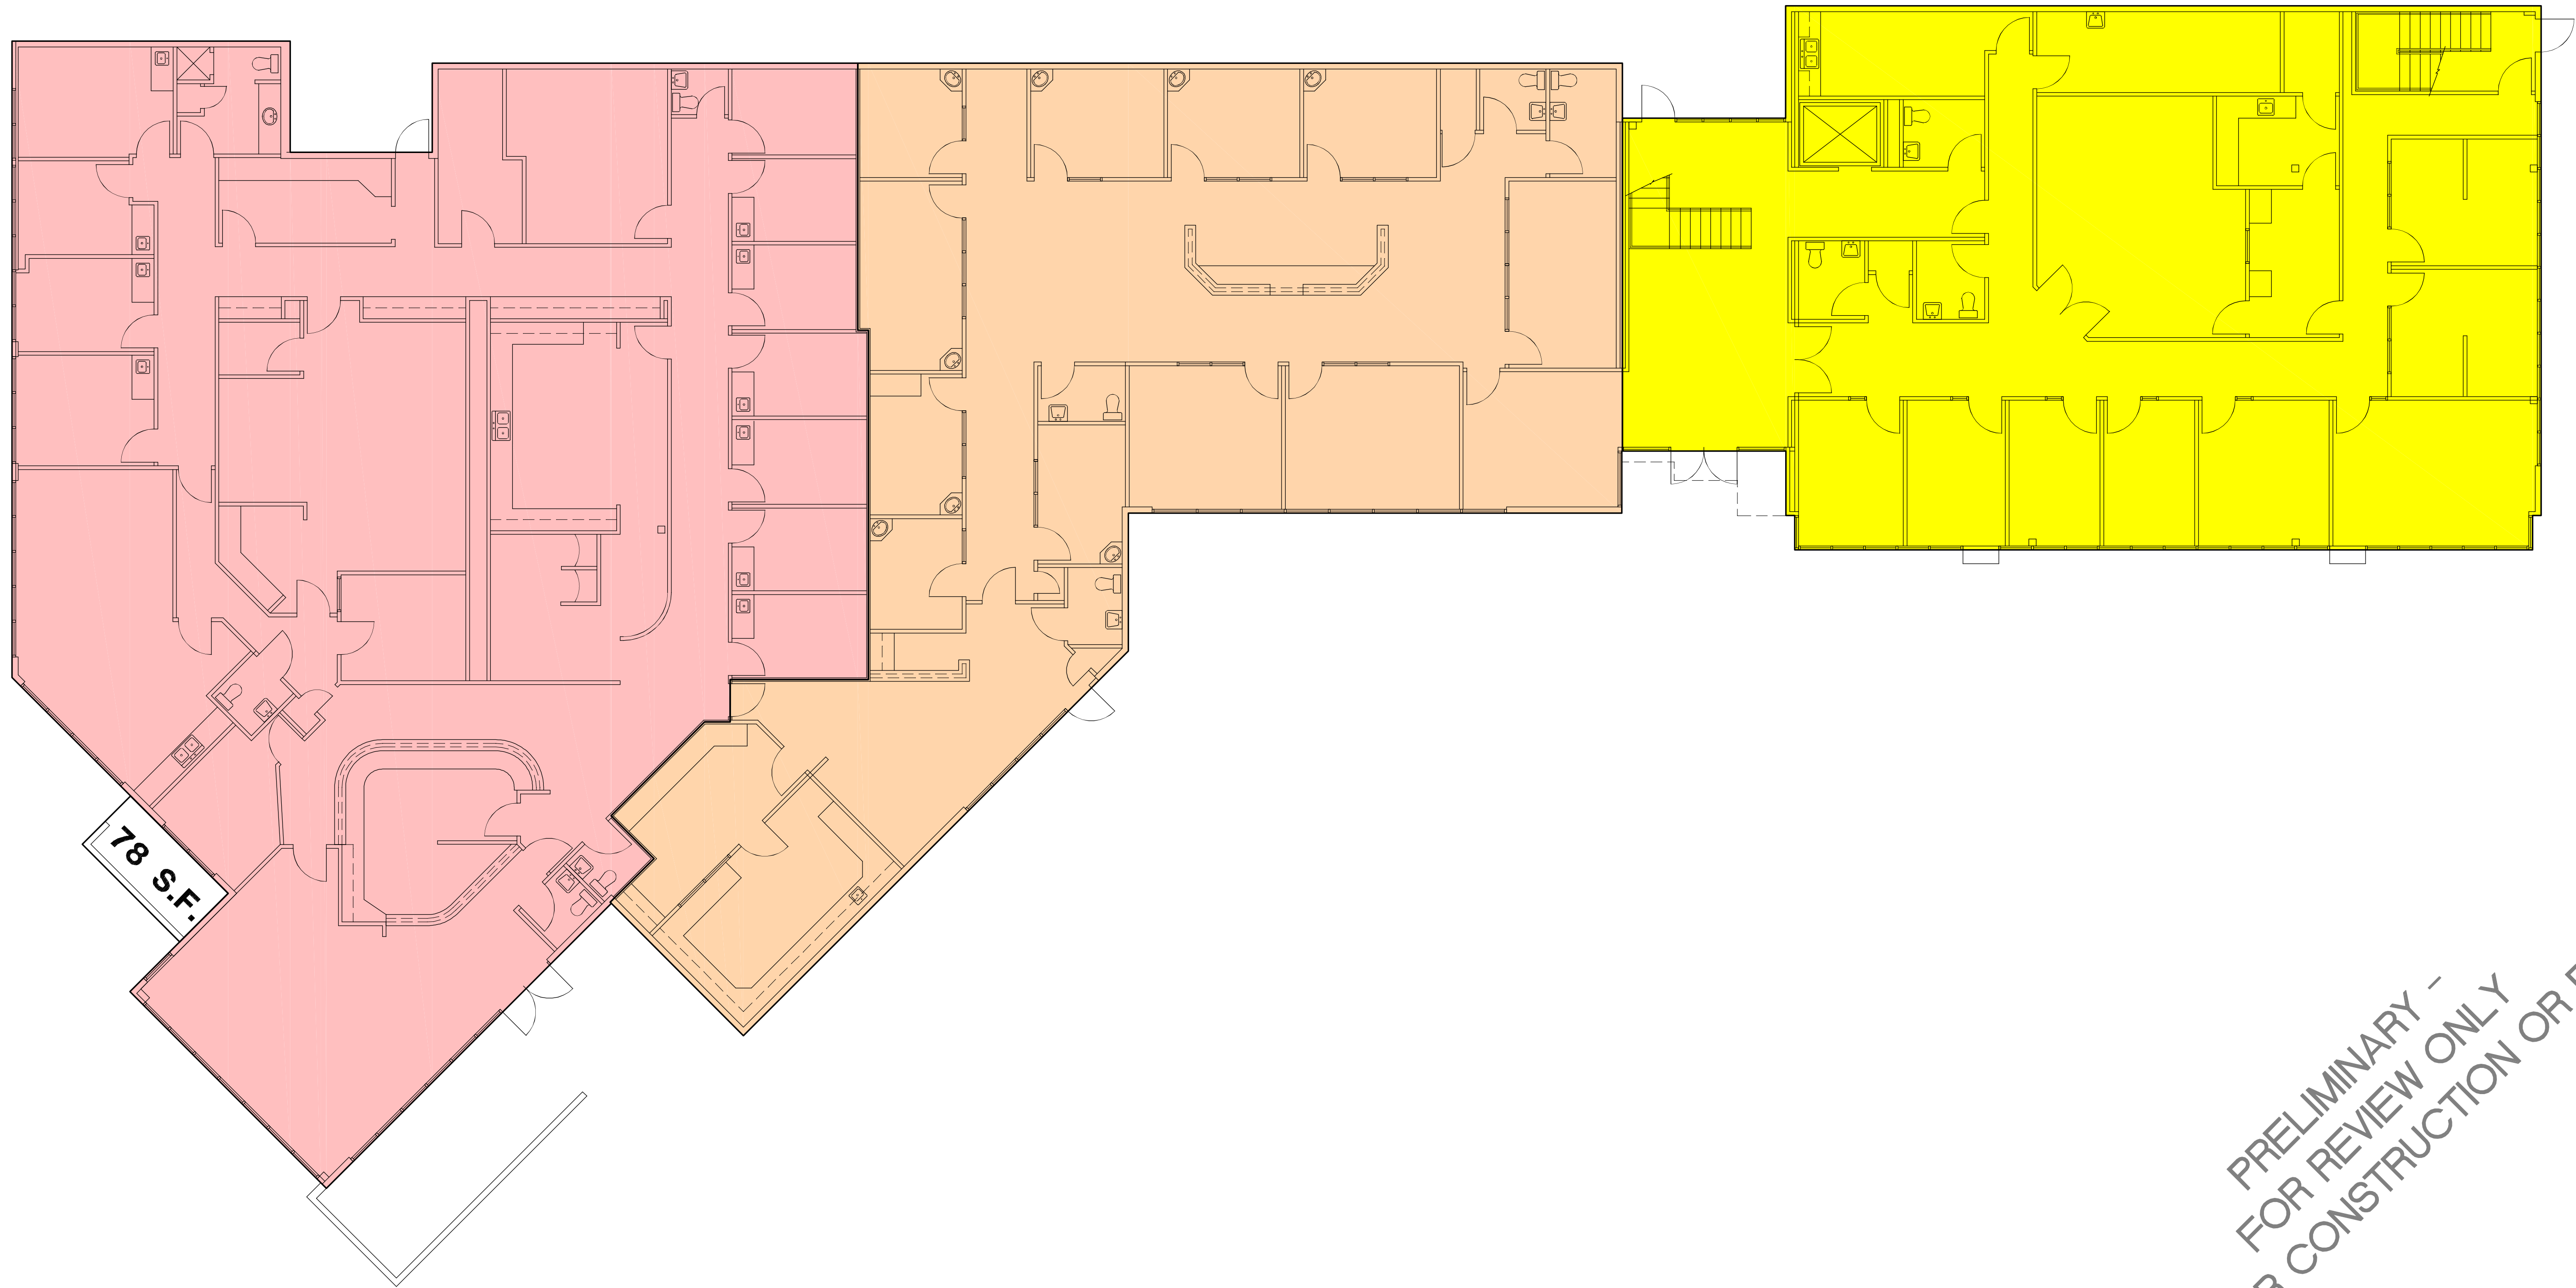 78 S.F.
PRELIMINARY -
FOR REVIEW ONLY
CONSTRUCTION OR